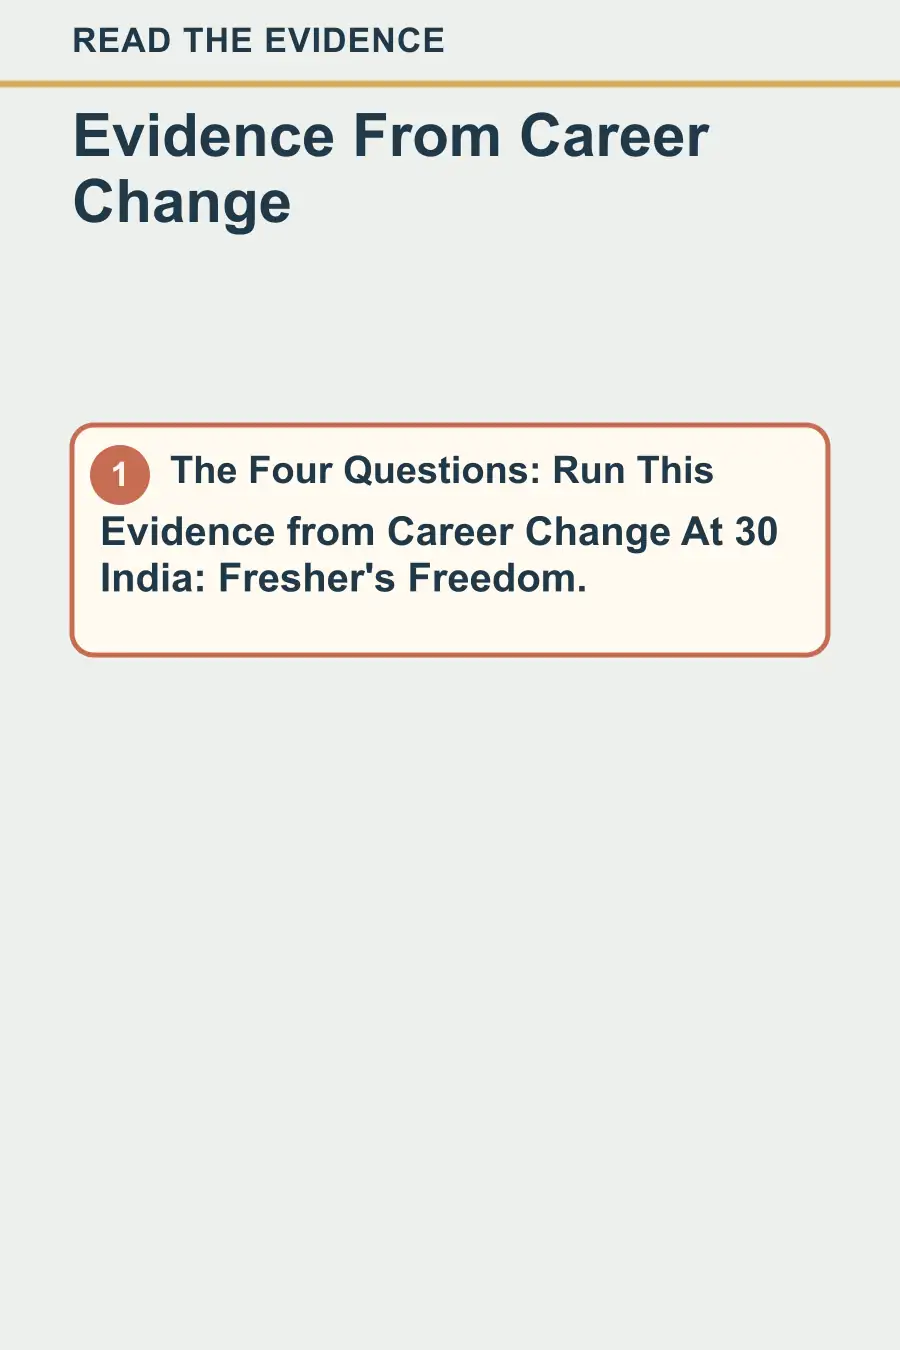 READ THE EVIDENCE
Evidence From Career
Change
1 The Four Questions: Run This
Evidence from Career Change At 30
India: Fresher's Freedom.